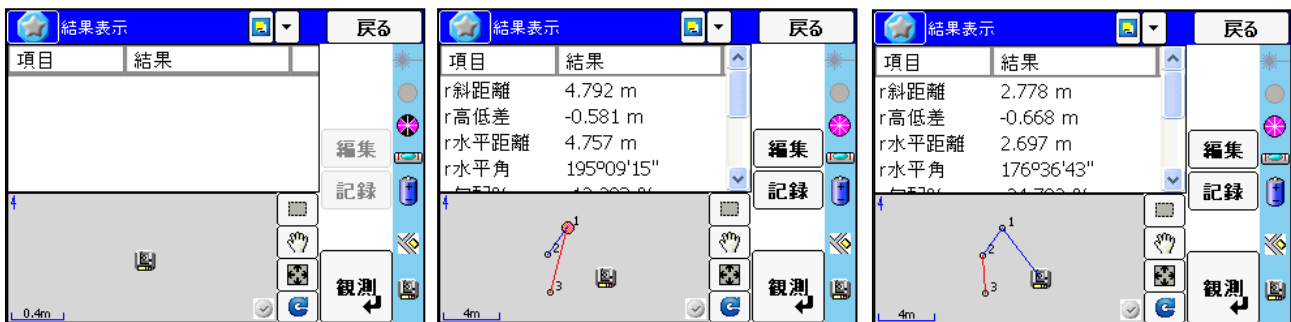 結果表示
戻る
項目 結果
編集
記録
4
観測
0.4m
結果表示
戻る
項目 結果
r斜距離 4.792 m
r高低差 -0.581 m
r水平距離 4.757 m
r水平角 195º09'15"
編集
記録
4
1
2
3
観測
4m
結果表示
戻る
項目 結果
r斜距離 2.778 m
r高低差 -0.668 m
r水平距離 2.697 m
r水平角 176º36'43"
編集
記録
4
1
2
3
観測
4m